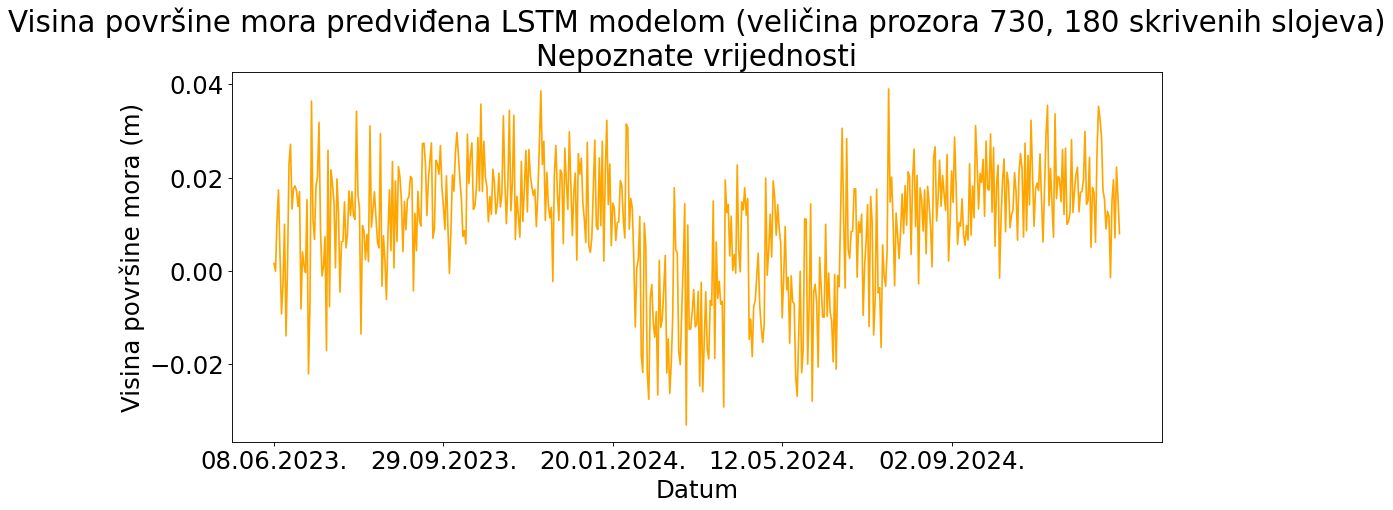 Visina površine mora predviđena LSTM modelom (veličina prozora 730, 180 skrivenih slojeva)
Nepoznate vrijednosti
Visina površine mora (m)
0.04
0.02
0.00
−0.02
08.06.2023. 29.09.2023. 20.01.2024. 12.05.2024. 02.09.2024.
Datum